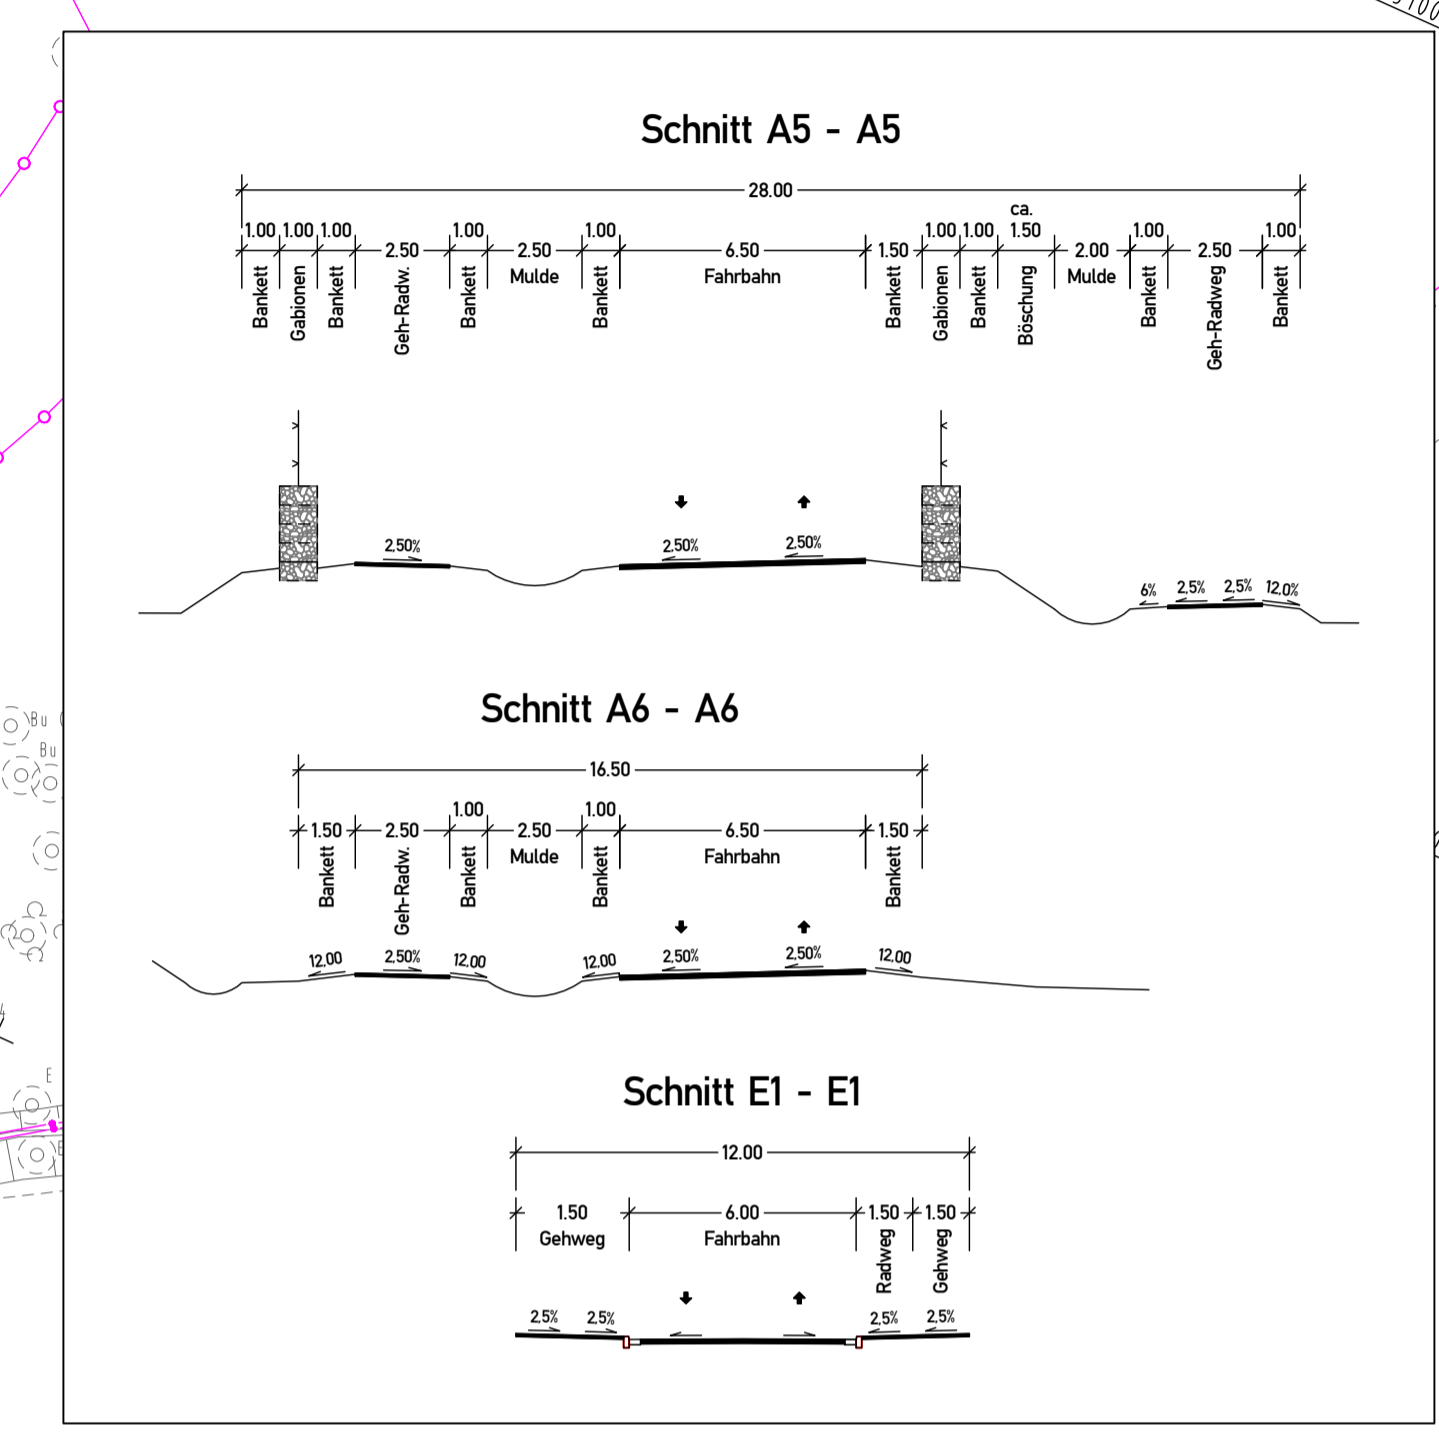 Schnitt A5 - A5
28.00
ca.
1.00 1.00 1.00 1.00 1.00 1.00 1.00 1.50 1.00 1.00
2.50 2.50 6.50 1.50 2.00 2.50
Bankett Gabionen Bankett Geh-Radw. Bankett Mulde Bankett Fahrbahn Bankett Gabionen Bankett Böschung Mulde Bankett Geh-Radweg Bankett
2,50% 2,50% 2,50%
6% 2,5% 2,5% 12,0%
Schnitt A6 - A6
16.50
1.00 1.00
1.50 2.50 2.50 6.50 1.50
Bankett Geh-Radw. Bankett Mulde Bankett Fahrbahn Bankett
12,00 2,50% 12,00 12,00 2,50% 2,50% 12,00
Schnitt E1 - E1
12.00
1.50 6.00 1.50 1.50
Gehweg Fahrbahn Radweg Gehweg
2,5% 2,5% 2,5% 2,5%
Bu
Bu
E